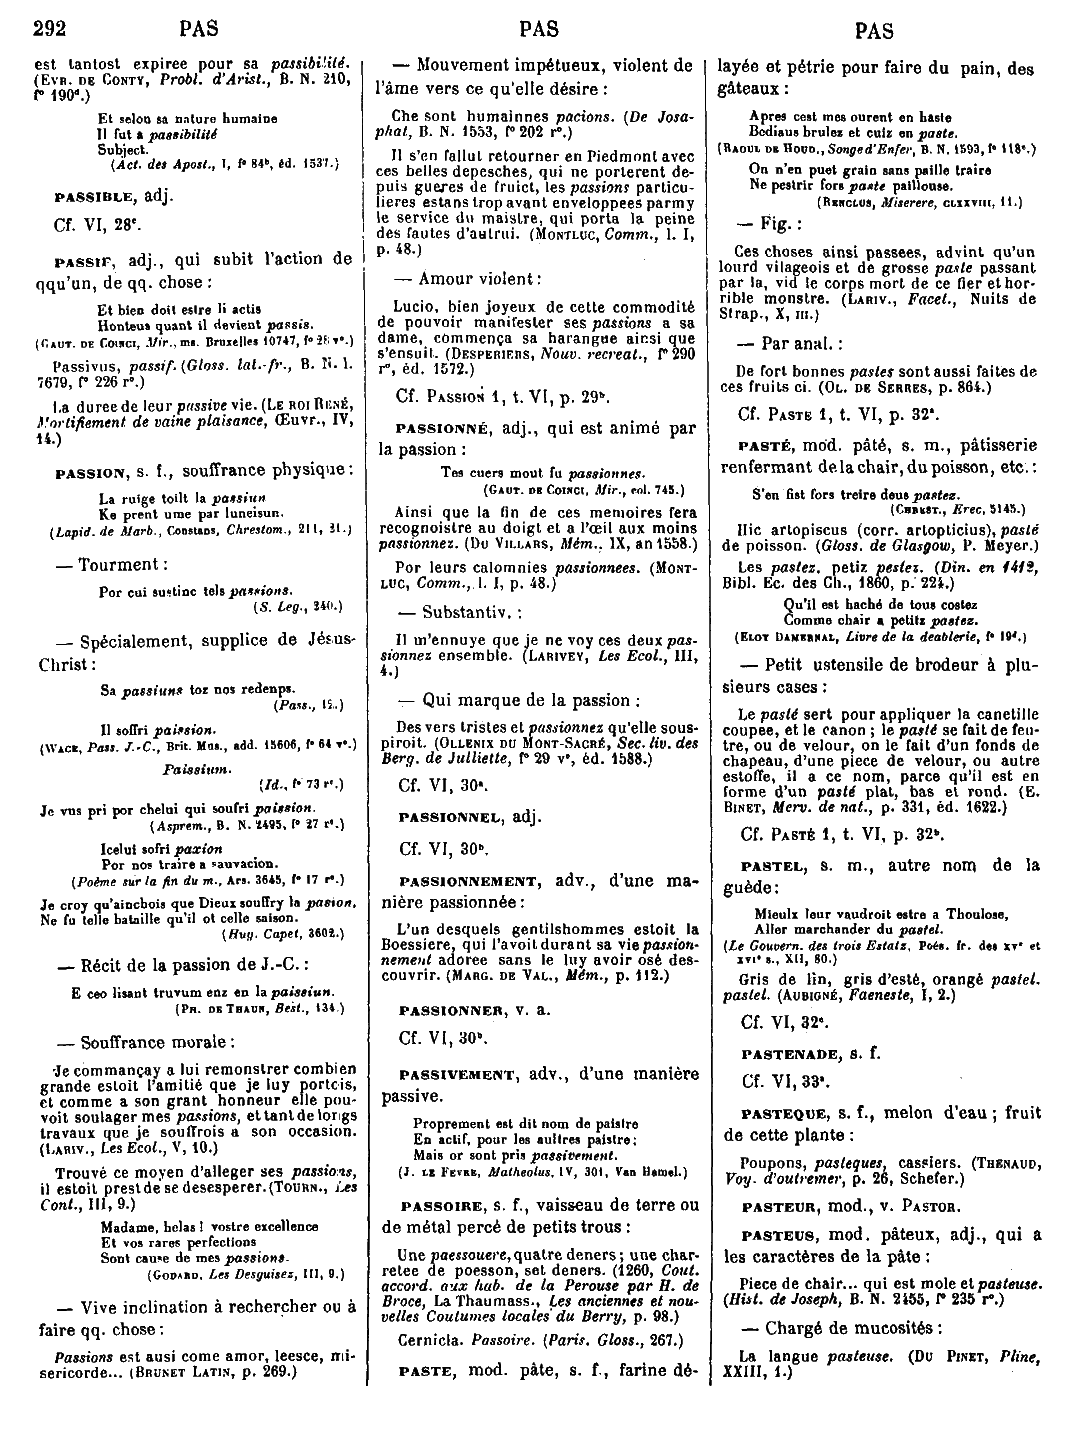 292 PAS PAS PAS
est tantost expiree pour sa passibilité.
(EVR. DE CONTY, Probl. d'Arist., B. N. 210,
f° 190ᵈ.)
Et selon sa nature humaine
Il fut a passibilité
Subject.
(Act. des Apost., I, f° 84ᵇ, éd. 1537.)
PASSIBLE, adj.
Cf. VI, 28ᶜ.
PASSIF, adj., qui subit l'action de
qqu'un, de qq. chose :
Et bien doit estre li actis
Honteus quant il devient passis.
(GAUT. DE COINCI, Mir., ms. Bruxelles 10747, f° 28 v°.)
Passivus, passif. (Gloss. lat.-fr., B. N. l.
7679, f° 226 r°.)
La duree de leur passive vie. (LE ROI RENÉ,
Mortifiement de vaine plaisance, Œuvr., IV,
14.)
PASSION, s. f., souffrance physique :
La ruige toilt la passiun
Ke prent ume par luneisun.
(Lapid. de Marb., CONSTANS, Chrestom., 211, 31.)
— Tourment :
Por cui sustinc tels passions.
(S. Leg., 240.)
— Spécialement, supplice de Jésus-
Christ :
Sa passiuns toz nos redenps.
(Pass., 12.)
Il soffri paission.
(WACE, Pass. J.-C., Brit. Mus., add. 15606, f° 64 v°.)
Paissium.
(Id., f° 73 r°.)
Je vus pri por chelui qui soufri paission.
(Asprem., B. N. 2495, f° 27 r°.)
Icelui sofri paxion
Por nos traire a sauvacion.
(Poème sur la fin du m., Ars. 3645, f° 17 r°.)
Je croy qu'ainchois que Dieux souffry la pasion,
Ne fu telle bataille qu'il ot celle saison.
(Hug. Capet, 3602.)
— Récit de la passion de J.-C. :
E ceo lisant truvum enz en la paissiun.
(PH. DE THAUN, Best., 134.)
— Souffrance morale :
Je commançay a lui remonstrer combien
grande estoit l'amitié que je luy portois,
et comme a son grant honneur elle pou-
voit soulager mes passions, et tant de longs
travaux que je souffrois a son occasion.
(LARIV., Les Ecol., V, 10.)
Trouvé ce moyen d'alleger ses passions,
il estoit prest de se desesperer. (TOURN., Les
Cont., III, 9.)
Madame, helas ! vostre excellence
Et vos rares perfections
Sont cause de mes passions.
(GODARD, Les Desguisez, III, 9.)
— Vive inclination à rechercher ou à
faire qq. chose :
Passions est ausi come amor, leesce, mi-
sericorde... (BRUNET LATIN, p. 269.)
— Mouvement impétueux, violent de
l'âme vers ce qu'elle désire :
Che sont humainnes pacions. (De Josa-
phat, B. N. 1553, f° 202 r°.)
Il s'en fallut retourner en Piedmont avec
ces belles depesches, qui ne porterent de-
puis gueres de fruict, les passions particu-
lieres estans trop avant enveloppees parmy
le service du maistre, qui porta la peine
des fautes d'autrui. (MONTLUC, Comm., l. I,
p. 48.)
— Amour violent :
Lucio, bien joyeux de cette commodité
de pouvoir manifester ses passions a sa
dame, commença sa harangue ainsi que
s'ensuit. (DESPERIERS, Nouv. recreat., f° 290
r°, éd. 1572.)
Cf. PASSION 1, t. VI, p. 29ᵇ.
PASSIONNÉ, adj., qui est animé par
la passion :
Tes cuers mout fu passionnes.
(GAUT. DE COINCI, Mir., col. 745.)
Ainsi que la fin de ces memoires fera
recognoistre au doigt et a l'œil aux moins
passionnez. (DU VILLARS, Mém., IX, an 1558.)
Por leurs calomnies passionnees. (MONT-
LUC, Comm., l. I, p. 48.)
— Substantiv. :
Il m'ennuye que je ne voy ces deux pas-
sionnez ensemble. (LARIVEY, Les Ecol., III,
4.)
— Qui marque de la passion :
Des vers tristes et passionnez qu'elle sous-
piroit. (OLLENIX DU MONT-SACRÉ, Sec. liv. des
Berg. de Julliette, f° 29 v°, éd. 1588.)
Cf. VI, 30ᵃ.
PASSIONNEL, adj.
Cf. VI, 30ᵇ.
PASSIONNEMENT, adv., d'une ma-
nière passionnée :
L'un desquels gentilshommes estoit la
Boessiere, qui l'avoit durant sa vie passion-
nement adoree sans le luy avoir osé des-
couvrir. (MARG. DE VAL., Mém., p. 112.)
PASSIONNER, v. a.
Cf. VI, 30ᵇ.
PASSIVEMENT, adv., d'une manière
passive.
Proprement est dit nom de paistre
En actif, pour les aultres paistre ;
Mais or sont pris passivement.
(J. LE FEVRE, Matheolus, IV, 301, Van Hamel.)
PASSOIRE, s. f., vaisseau de terre ou
de métal percé de petits trous :
Une paessouere, quatre deners ; une char-
retee de poesson, set deners. (1260, Cout.
accord. aux hab. de la Perouse par H. de
Broce, La Thaumass., Les anciennes et nou-
velles Coutumes locales du Berry, p. 98.)
Cernicla. Passoire. (Paris. Gloss., 267.)
PASTE, mod. pâte, s. f., farine dé-
layée et pétrie pour faire du pain, des
gâteaux :
Apres cest mes ourent en haste
Bediaus brulez et cuiz en paste.
(RAOUL DE HOUD., Songe d'Enfer, B. N. 1593, f° 118ᶜ.)
On n'en puet grain sans paille traire
Ne pestrir fors paste paillouse.
(RENCLUS, Miserere, CLXXVIII, 11.)
— Fig. :
Ces choses ainsi passees, advint qu'un
lourd vilageois et de grosse paste passant
par la, vid le corps mort de ce fier et hor-
rible monstre. (LARIV., Facet., Nuits de
Strap., X, III.)
— Par anal. :
De fort bonnes pastes sont aussi faites de
ces fruits ci. (OL. DE SERRES, p. 864.)
Cf. PASTE 1, t. VI, p. 32ᵃ.
PASTÉ, mod. pâté, s. m., pâtisserie
renfermant de la chair, du poisson, etc. :
S'en fist fors treire deus pastez.
(CHREST., Erec, 5145.)
Hic artopiscus (corr. artopticius), pasté
de poisson. (Gloss. de Glasgow, P. Meyer.)
Les pastez, petiz pestez. (Din. en 1412,
Bibl. Ec. des Ch., 1860, p. 224.)
Qu'il est haché de tous costez
Comme chair a petitz pastez.
(ELOY DAMERNAL, Livre de la deablerie, f° 19ᵈ.)
— Petit ustensile de brodeur à plu-
sieurs cases :
Le pasté sert pour appliquer la canetille
coupee, et le canon ; le pasté se fait de feu-
tre, ou de velour, on le fait d'un fonds de
chapeau, d'une piece de velour, ou autre
estoffe, il a ce nom, parce qu'il est en
forme d'un pasté plat, bas et rond. (E.
BINET, Merv. de nat., p. 331, éd. 1622.)
Cf. PASTÉ 1, t. VI, p. 32ᵇ.
PASTEL, s. m., autre nom de la
guède :
Mieulx leur vaudroit estre a Thoulose,
Aller marchander du pastel.
(Le Gouvern. des trois Estatz, Poés. fr. des XVᵉ et
XVIᵉ s., XII, 80.)
Gris de lin, gris d'esté, orangé pastel.
pastel. (AUBIGNÉ, Faeneste, I, 2.)
Cf. VI, 32ᶜ.
PASTENADE, s. f.
Cf. VI, 33ᵃ.
PASTEQUE, s. f., melon d'eau ; fruit
de cette plante :
Poupons, pasteques, cassiers. (THENAUD,
Voy. d'outremer, p. 26, Schefer.)
PASTEUR, mod., v. PASTOR.
PASTEUS, mod. pâteux, adj., qui a
les caractères de la pâte :
Piece de chair... qui est mole et pasteuse.
(Hist. de Joseph, B. N. 2455, f° 235 r°.)
— Chargé de mucosités :
La langue pasteuse. (DU PINET, Pline,
XXIII, 1.)